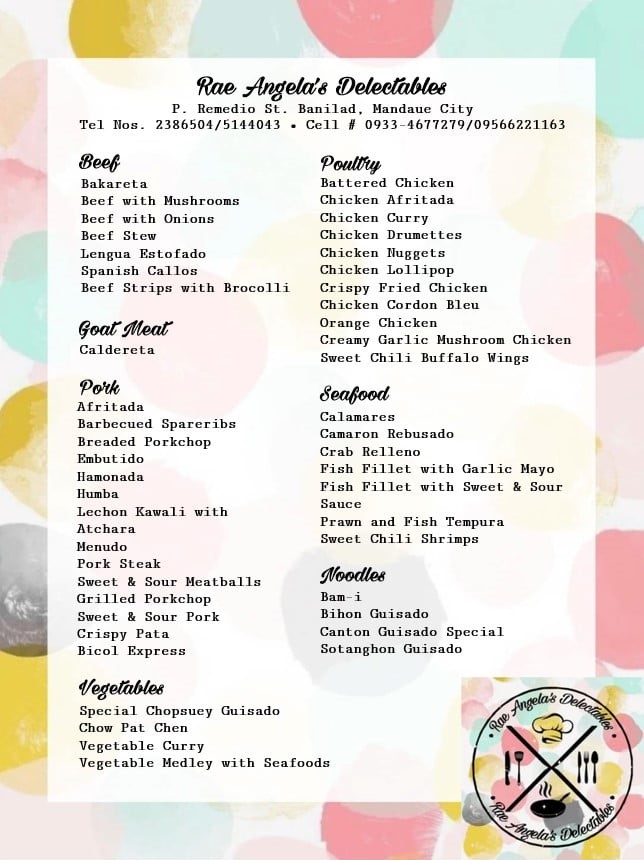 Rae Angela's Delectables
P. Remedio St. Banilad, Mandaue City
Tel Nos. 2386504/5144043 • Cell # 0933-4677279/09566221163
Beef
Bakareta
Beef with Mushrooms
Beef with Onions
Beef Stew
Lengua Estofado
Spanish Callos
Beef Strips with Brocolli
Goat Meat
Caldereta
Pork
Afritada
Barbecued Spareribs
Breaded Porkchop
Embutido
Hamonada
Humba
Lechon Kawali with
Atchara
Menudo
Pork Steak
Sweet & Sour Meatballs
Grilled Porkchop
Sweet & Sour Pork
Crispy Pata
Bicol Express
Vegetables
Special Chopsuey Guisado
Chow Pat Chen
Vegetable Curry
Vegetable Medley with Seafoods
Poultry
Battered Chicken
Chicken Afritada
Chicken Curry
Chicken Drumettes
Chicken Nuggets
Chicken Lollipop
Crispy Fried Chicken
Chicken Cordon Bleu
Orange Chicken
Creamy Garlic Mushroom Chicken
Sweet Chili Buffalo Wings
Seafood
Calamares
Camaron Rebusado
Crab Relleno
Fish Fillet with Garlic Mayo
Fish Fillet with Sweet & Sour
Sauce
Prawn and Fish Tempura
Sweet Chili Shrimps
Noodles
Bam-i
Bihon Guisado
Canton Guisado Special
Sotanghon Guisado
Rae Angela's Delectables
Rae Angela's Delectables